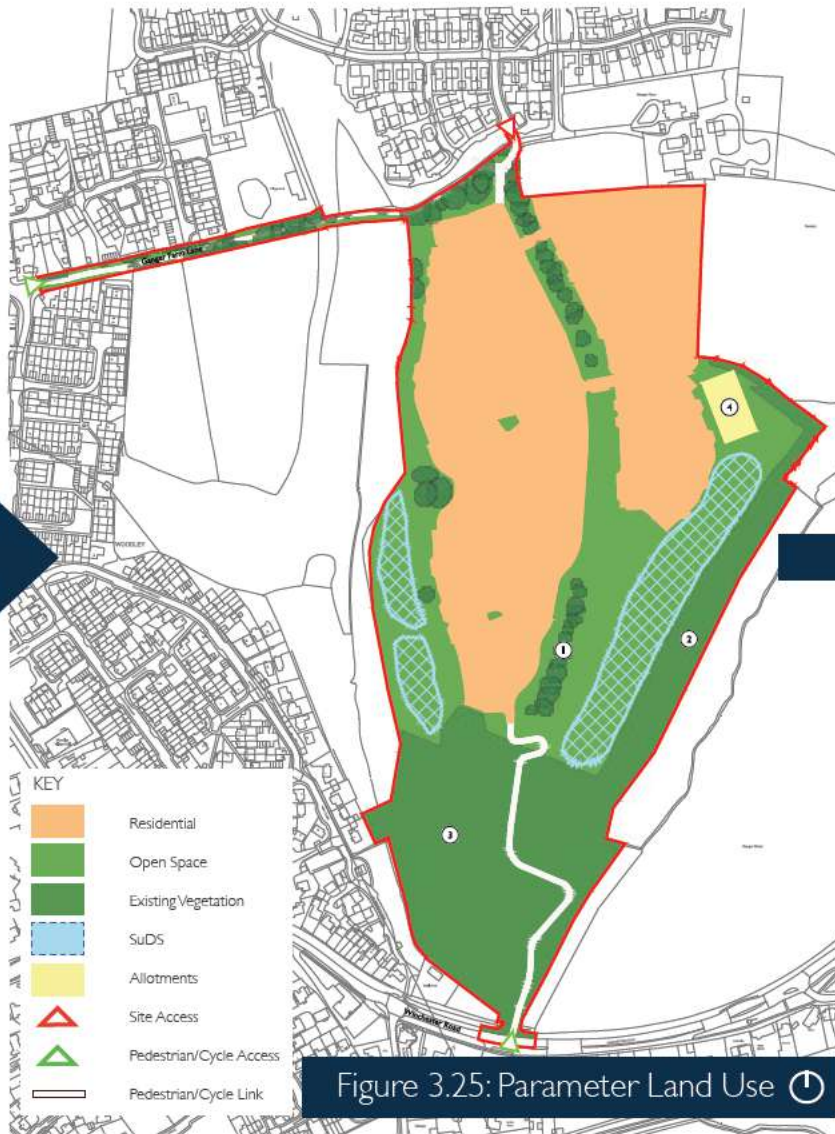 Ganger Farm Lane
4
WOODLEY
2
1
3
KEY
Residential
Open Space
Existing Vegetation
SuDS
Allotments
Site Access
Pedestrian/Cycle Access
Pedestrian/Cycle Link
Winchester Road
Figure 3.25: Parameter Land Use